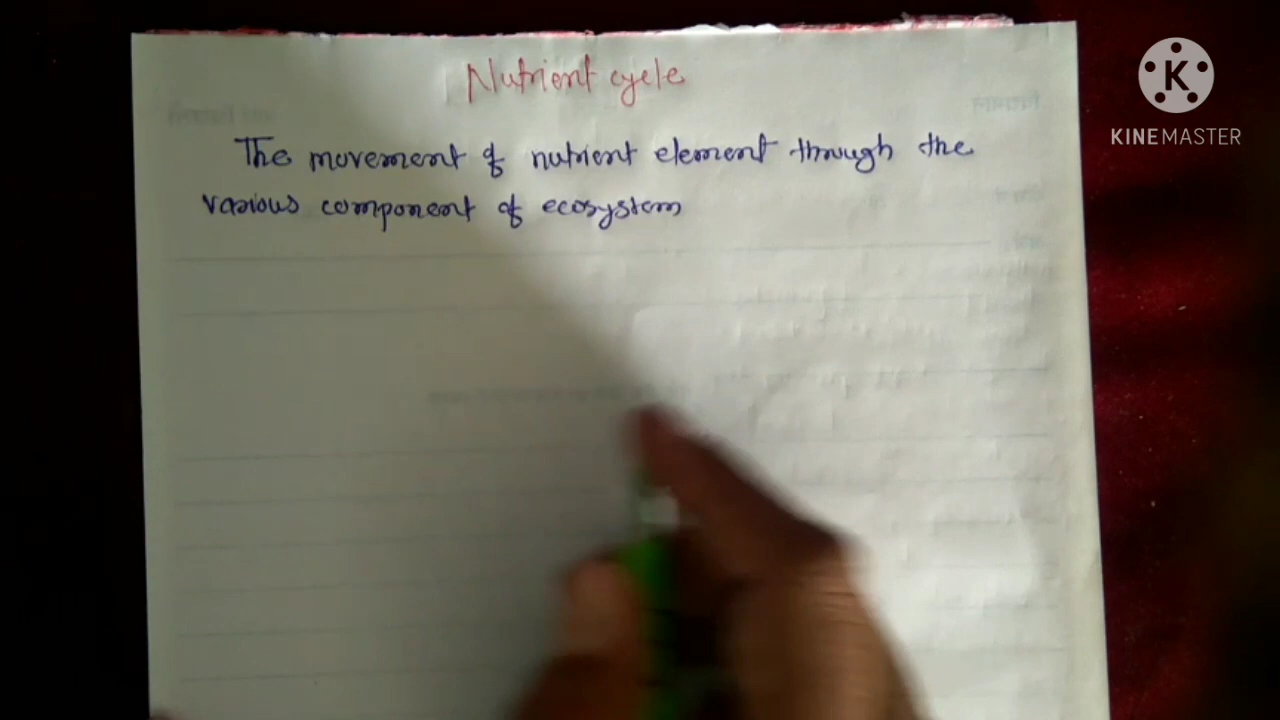 Nutrient cycle
The movement of nutrient element through the
various component of ecosystem
K
KINEMASTER